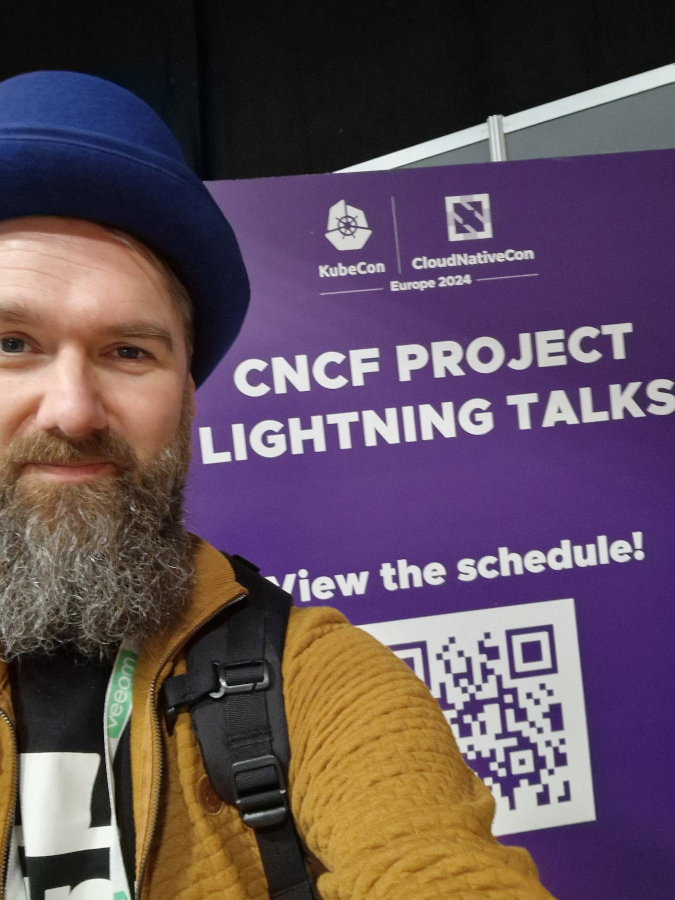 KubeCon
CloudNativeCon
Europe 2024
CNCF PROJECT
LIGHTNING TALKS
View the schedule!
veeam